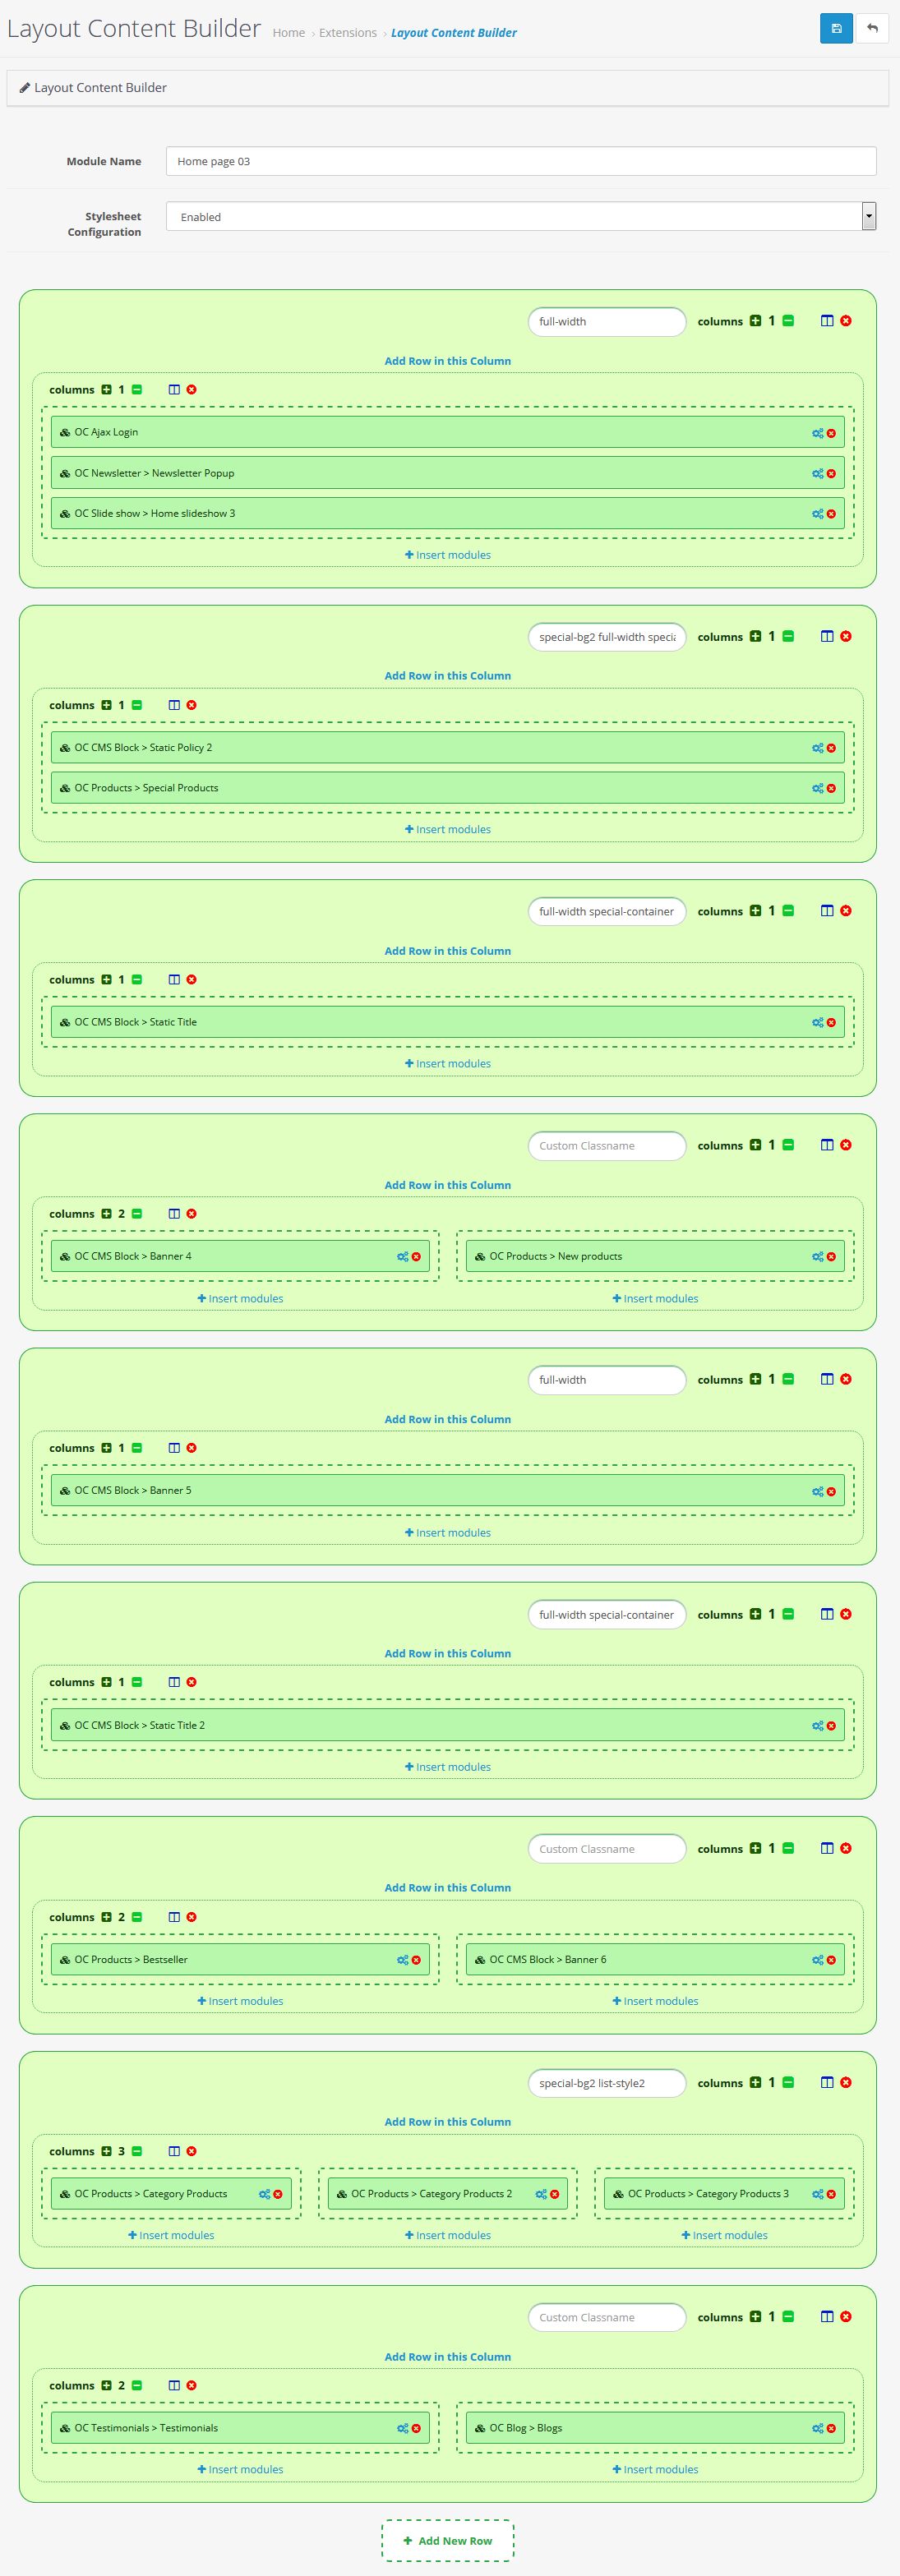 Layout Content Builder Home › Extensions › Layout Content Builder
Layout Content Builder
Module Name Home page 03
Stylesheet Configuration Enabled
full-width columns 1
Add Row in this Column
columns 1
OC Ajax Login
OC Newsletter > Newsletter Popup
OC Slide show > Home slideshow 3
Insert modules
special-bg2 full-width columns 1
Add Row in this Column
columns 1
OC CMS Block > Static Policy 2
OC Products > Special Products
Insert modules
full-width special-container columns 1
Add Row in this Column
columns 1
OC CMS Block > Static Title
Insert modules
Custom Classname columns 1
Add Row in this Column
columns 2
OC CMS Block > Banner 4 OC Products > New products
Insert modules Insert modules
full-width columns 1
Add Row in this Column
columns 1
OC CMS Block > Banner 5
Insert modules
full-width special-container columns 1
Add Row in this Column
columns 1
OC CMS Block > Static Title 2
Insert modules
Custom Classname columns 1
Add Row in this Column
columns 2
OC Products > Bestseller OC CMS Block > Banner 6
Insert modules Insert modules
special-bg2 list-style2 columns 1
Add Row in this Column
columns 3
OC Products > Category Products OC Products > Category Products 2 OC Products > Category Products 3
Insert modules Insert modules Insert modules
Custom Classname columns 1
Add Row in this Column
columns 2
OC Testimonials > Testimonials OC Blog > Blogs
Insert modules Insert modules
Add New Row